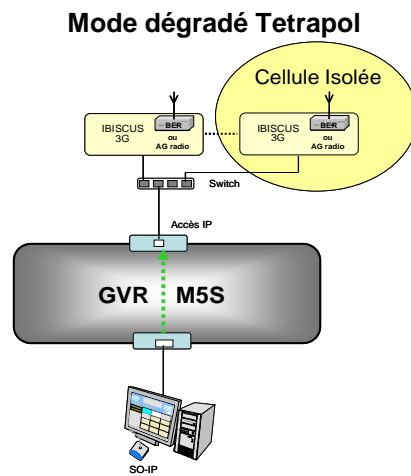 Mode dégradé Tetrapol
Cellule Isolée
IBISCUS
3G
BER
ou
AG radio
IBISCUS
3G
BER
ou
AG radio
Switch
Accès IP
GVR M5S
SO-IP